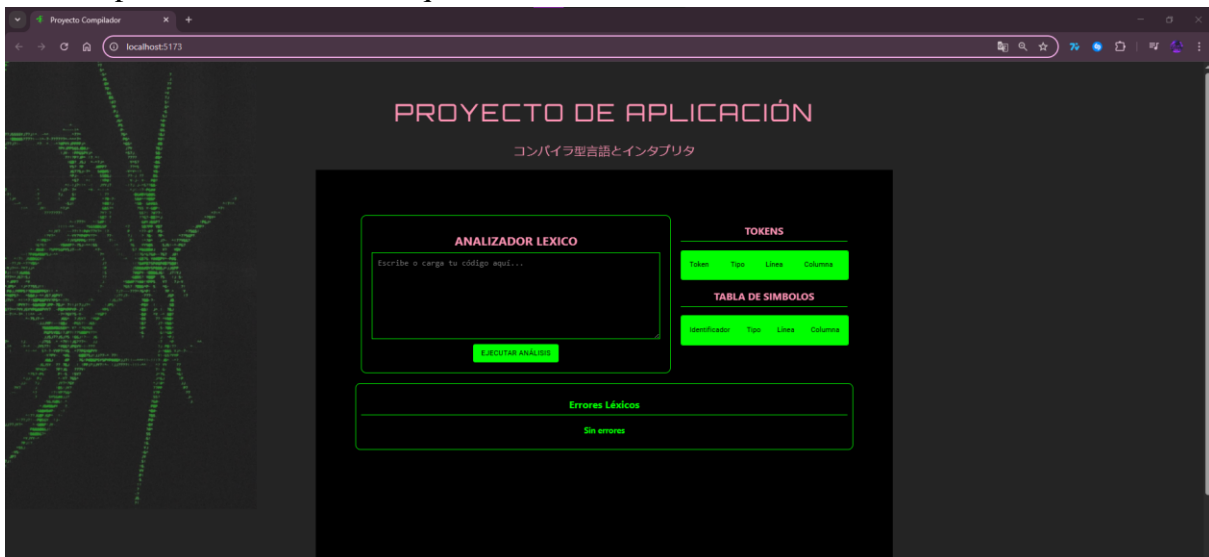 Proyecto Compilador
localhost:5173
PROYECTO DE APLICACIÓN
コンパイラ型言語とインタプリタ
ANALIZADOR LEXICO
Escribe o carga tu código aquí...
EJECUTAR ANÁLISIS
TOKENS
Token Tipo Línea Columna
TABLA DE SIMBOLOS
Identificador Tipo Línea Columna
Errores Léxicos
Sin errores